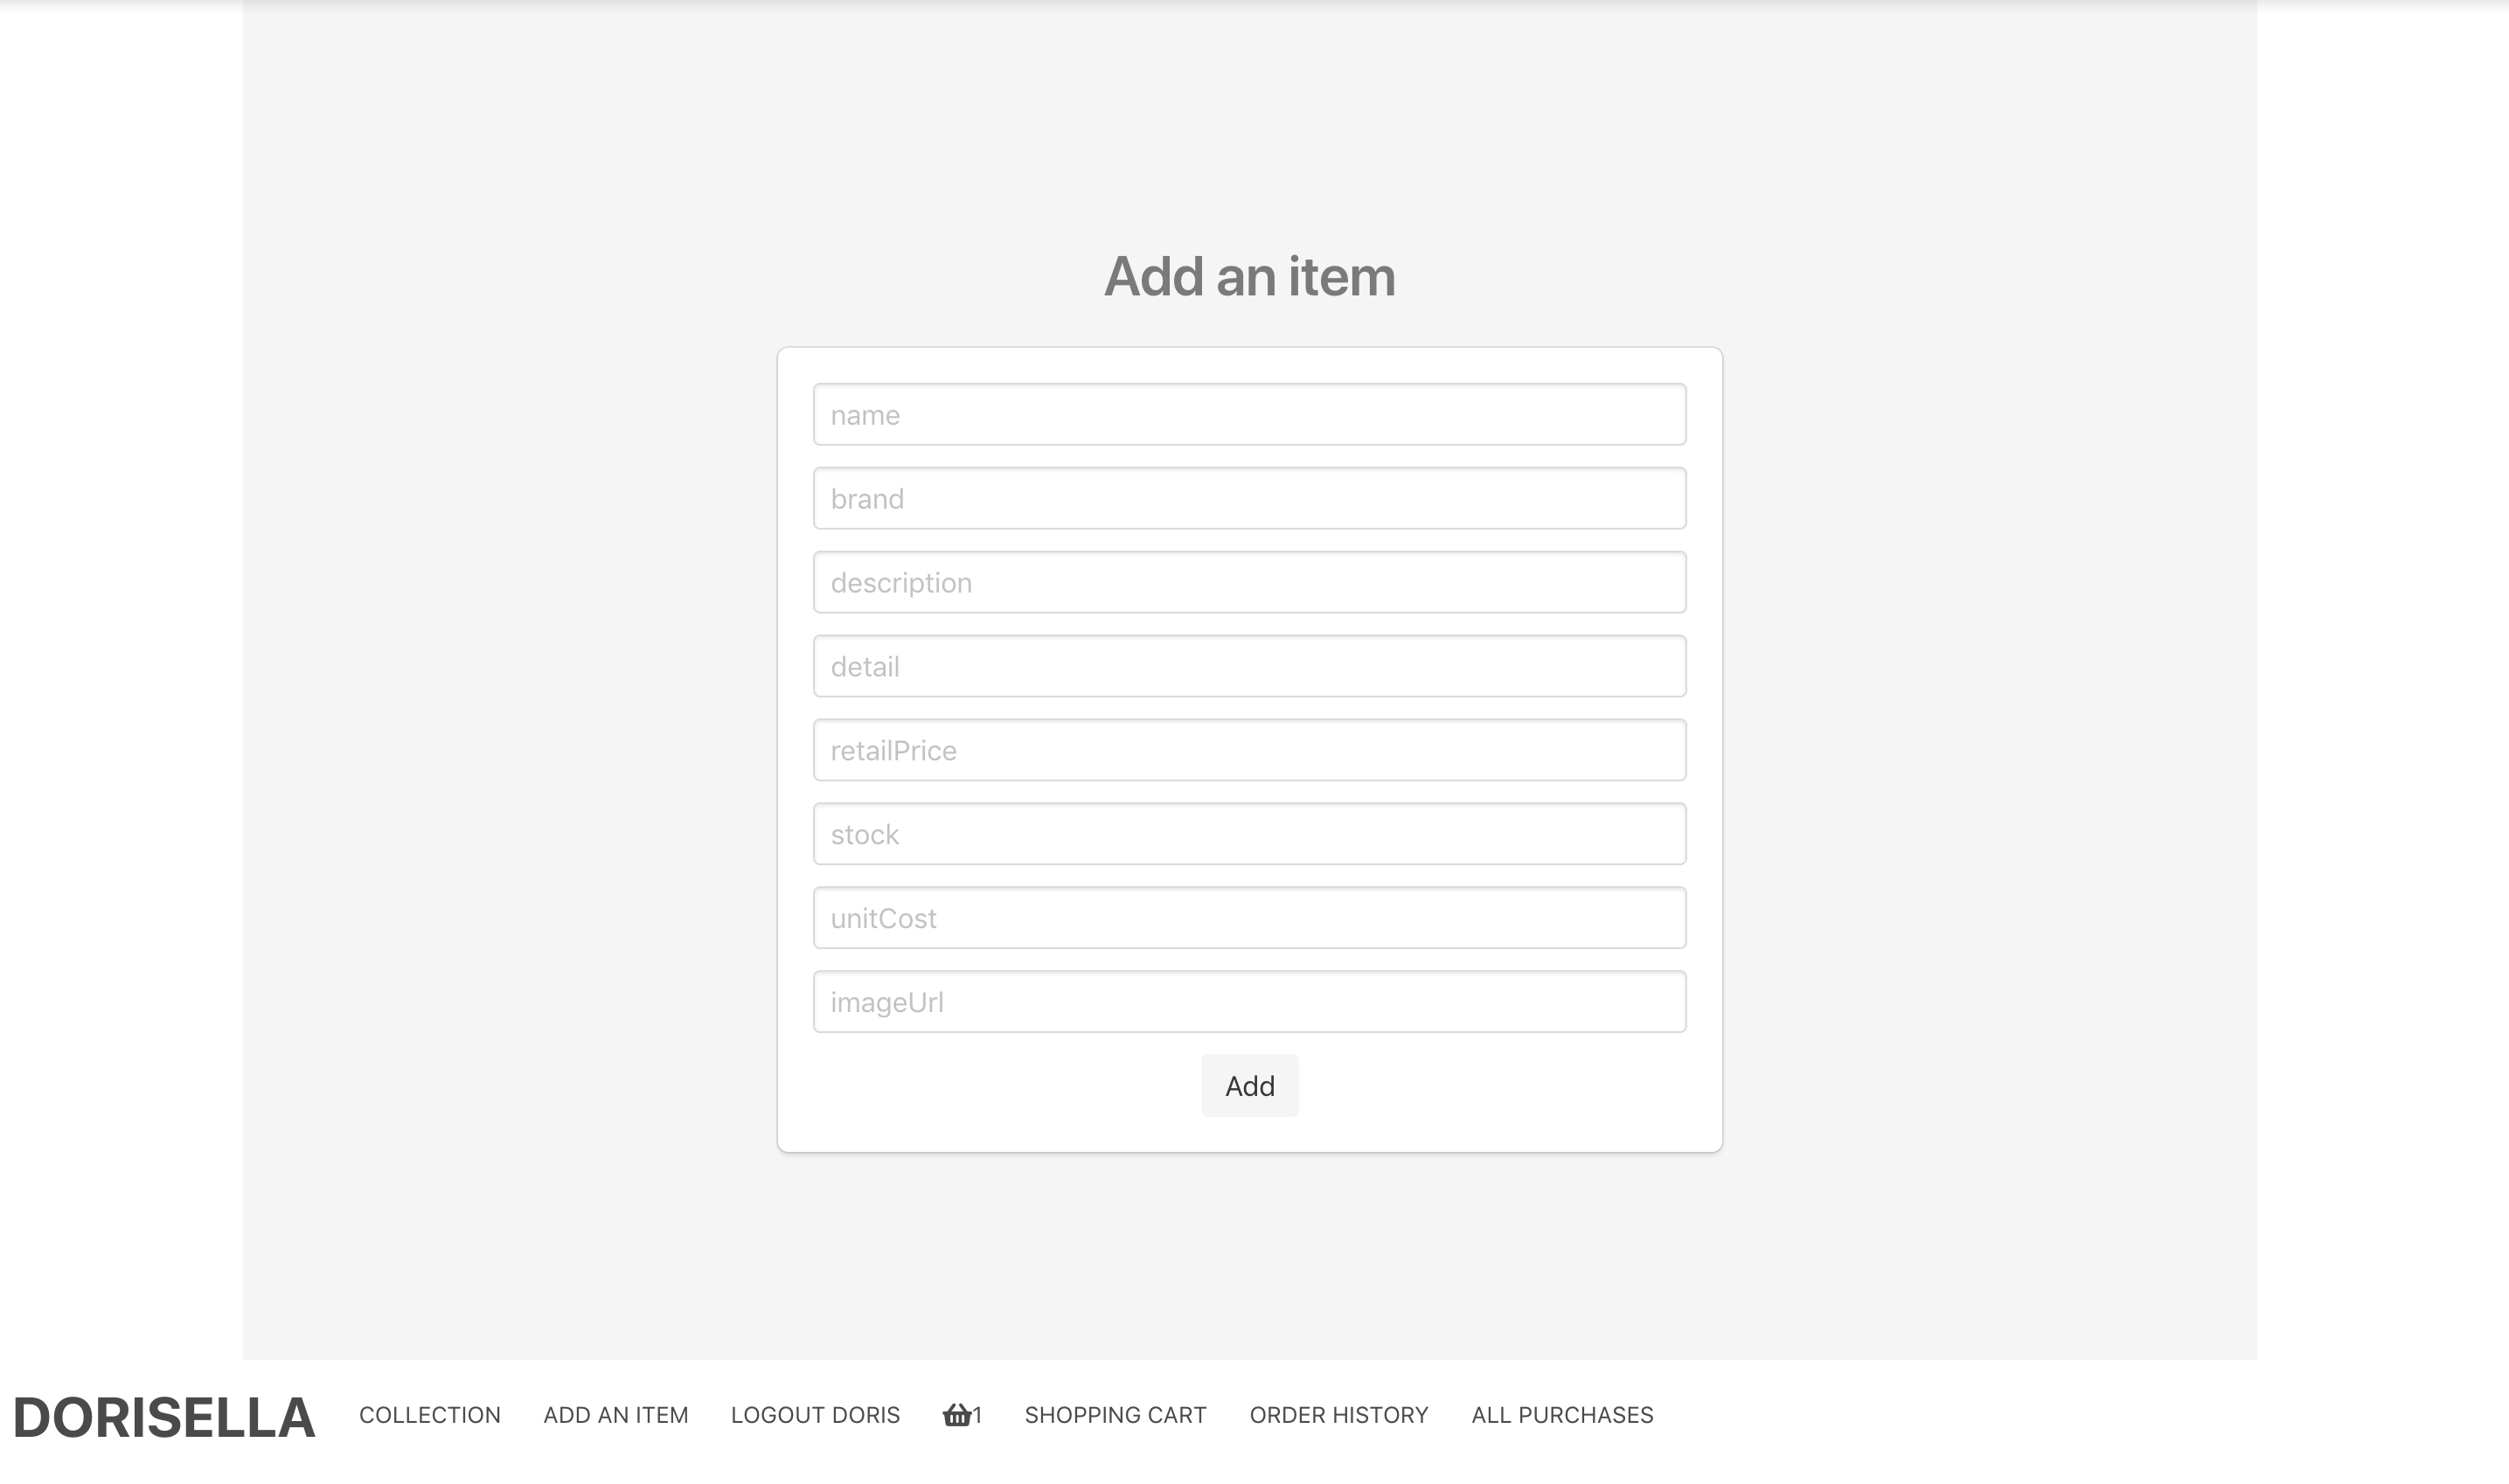 Add an item
name
brand
description
detail
retailPrice
stock
unitCost
imageUrl
Add
DORISELLA COLLECTION ADD AN ITEM LOGOUT DORIS 1 SHOPPING CART ORDER HISTORY ALL PURCHASES